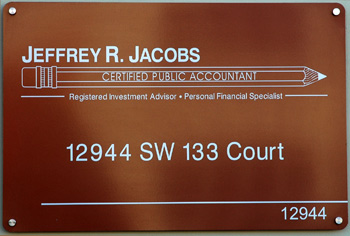 JEFFREY R. JACOBS
CERTIFIED PUBLIC ACCOUNTANT
Registered Investment Advisor • Personal Financial Specialist
12944 SW 133 Court
12944